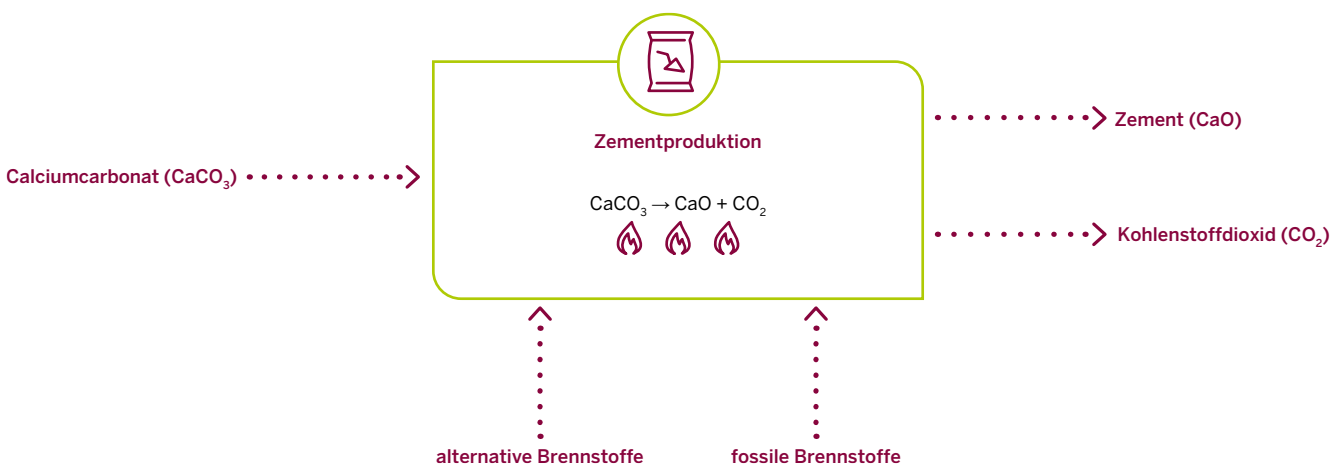 Zementproduktion
Calciumcarbonat (CaCO₃)
CaCO₃ → CaO + CO₂
Zement (CaO)
Kohlenstoffdioxid (CO₂)
alternative Brennstoffe
fossile Brennstoffe